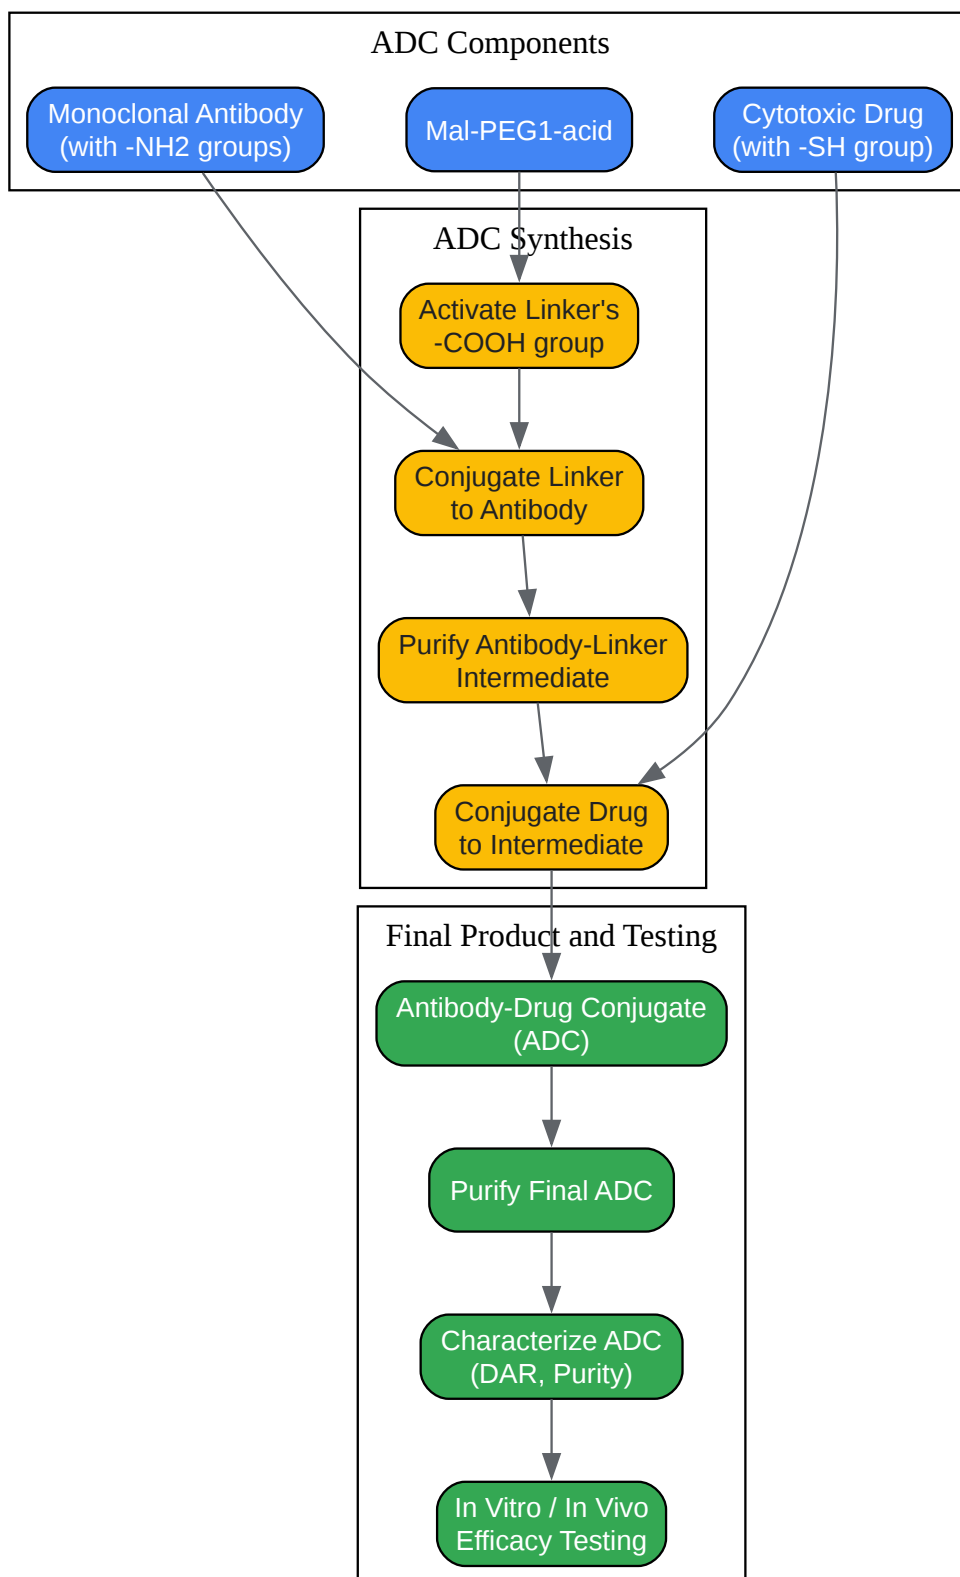 ADC Components
Monoclonal Antibody
(with -NH2 groups)
Mal-PEG1-acid
Cytotoxic Drug
(with -SH group)
ADC Synthesis
Activate Linker's
-COOH group
Conjugate Linker
to Antibody
Purify Antibody-Linker
Intermediate
Conjugate Drug
to Intermediate
Final Product and Testing
Antibody-Drug Conjugate
(ADC)
Purify Final ADC
Characterize ADC
(DAR, Purity)
In Vitro / In Vivo
Efficacy Testing